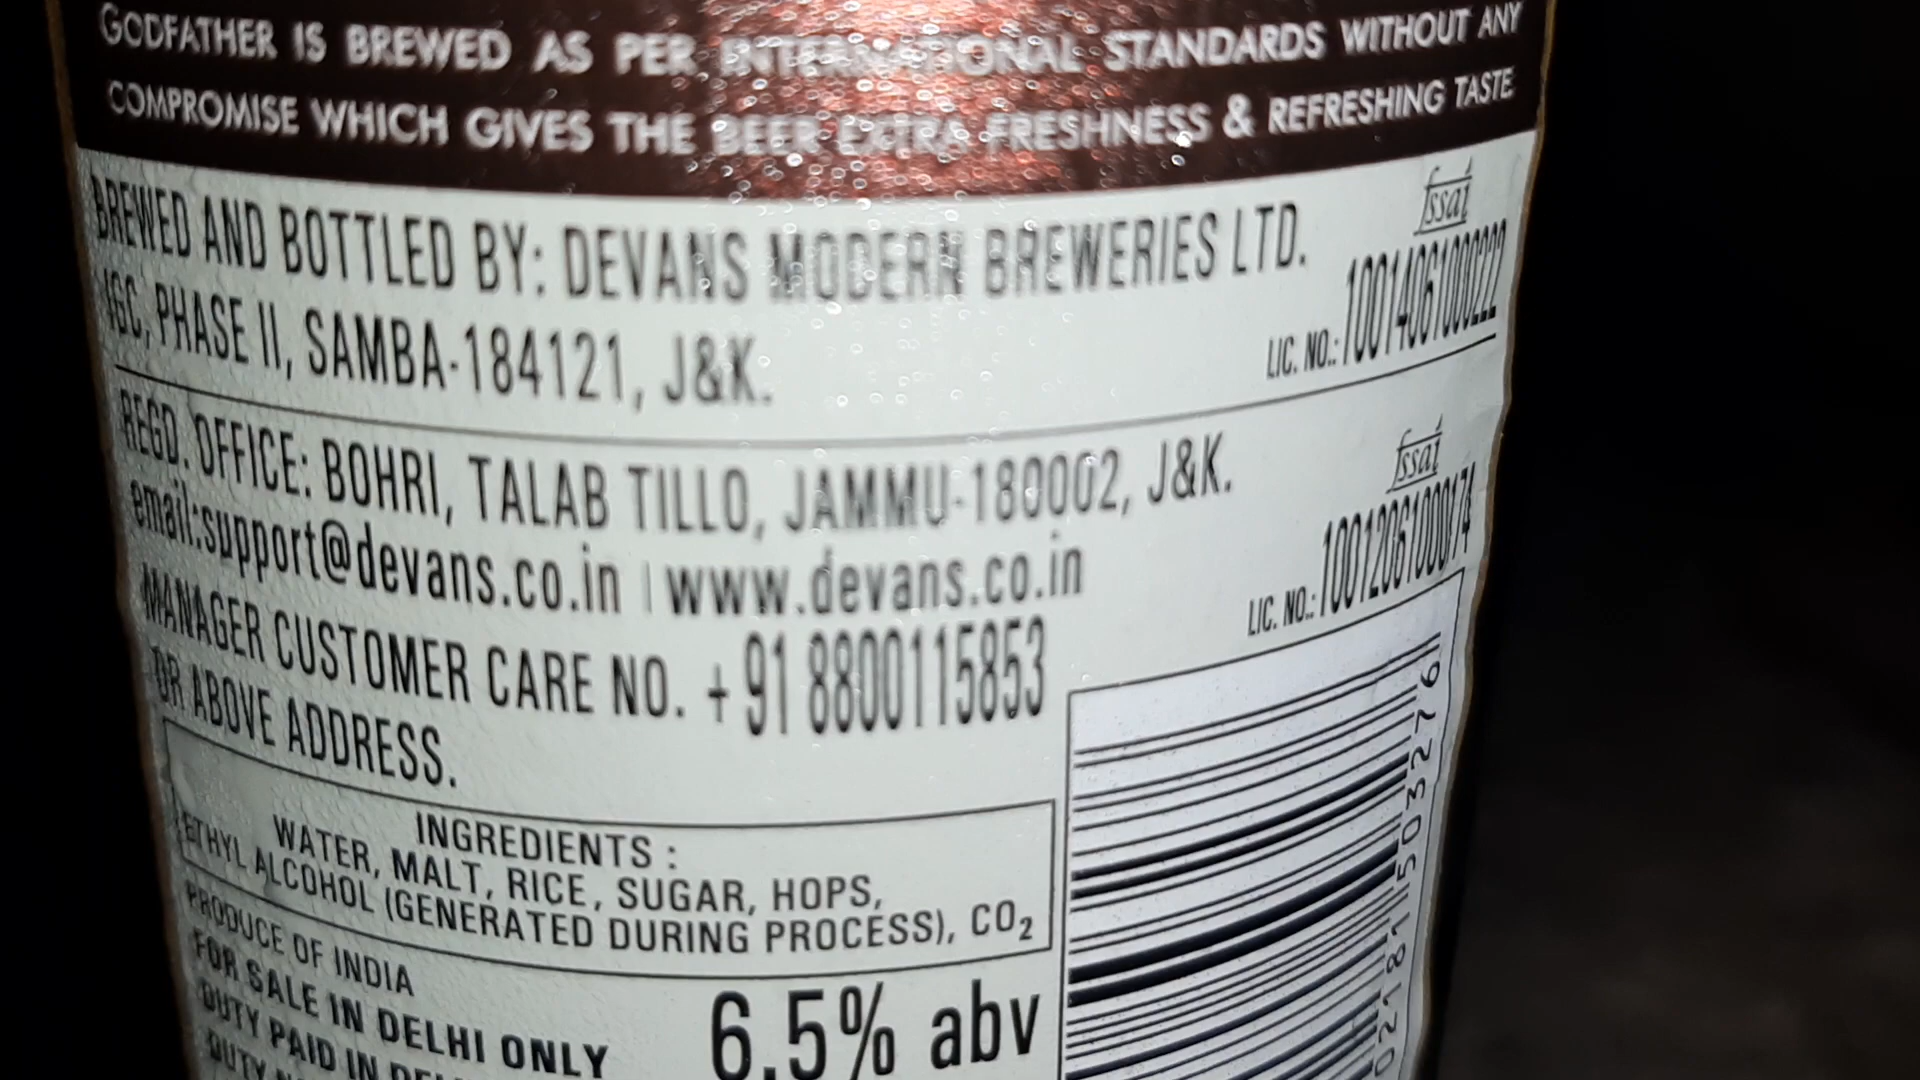 GODFATHER IS BREWED AS PER INTERNATIONAL STANDARDS WITHOUT ANY
COMPROMISE WHICH GIVES THE BEER EXTRA FRESHNESS & REFRESHING TASTE
BREWED AND BOTTLED BY: DEVANS MODERN BREWERIES LTD.
IGC, PHASE II, SAMBA-184121, J&K.
fssai
LIC. NO.: 10014061000222
REGD. OFFICE: BOHRI, TALAB TILLO, JAMMU-180002, J&K.
email:support@devans.co.in | www.devans.co.in
fssai
LIC. NO.: 10012061000174
MANAGER CUSTOMER CARE NO. +91 8800115853
OR ABOVE ADDRESS.
INGREDIENTS :
WATER, MALT, RICE, SUGAR, HOPS,
ETHYL ALCOHOL (GENERATED DURING PROCESS), CO₂
PRODUCE OF INDIA
FOR SALE IN DELHI ONLY
DUTY PAID IN
DUTY
6.5% abv
0218115032761